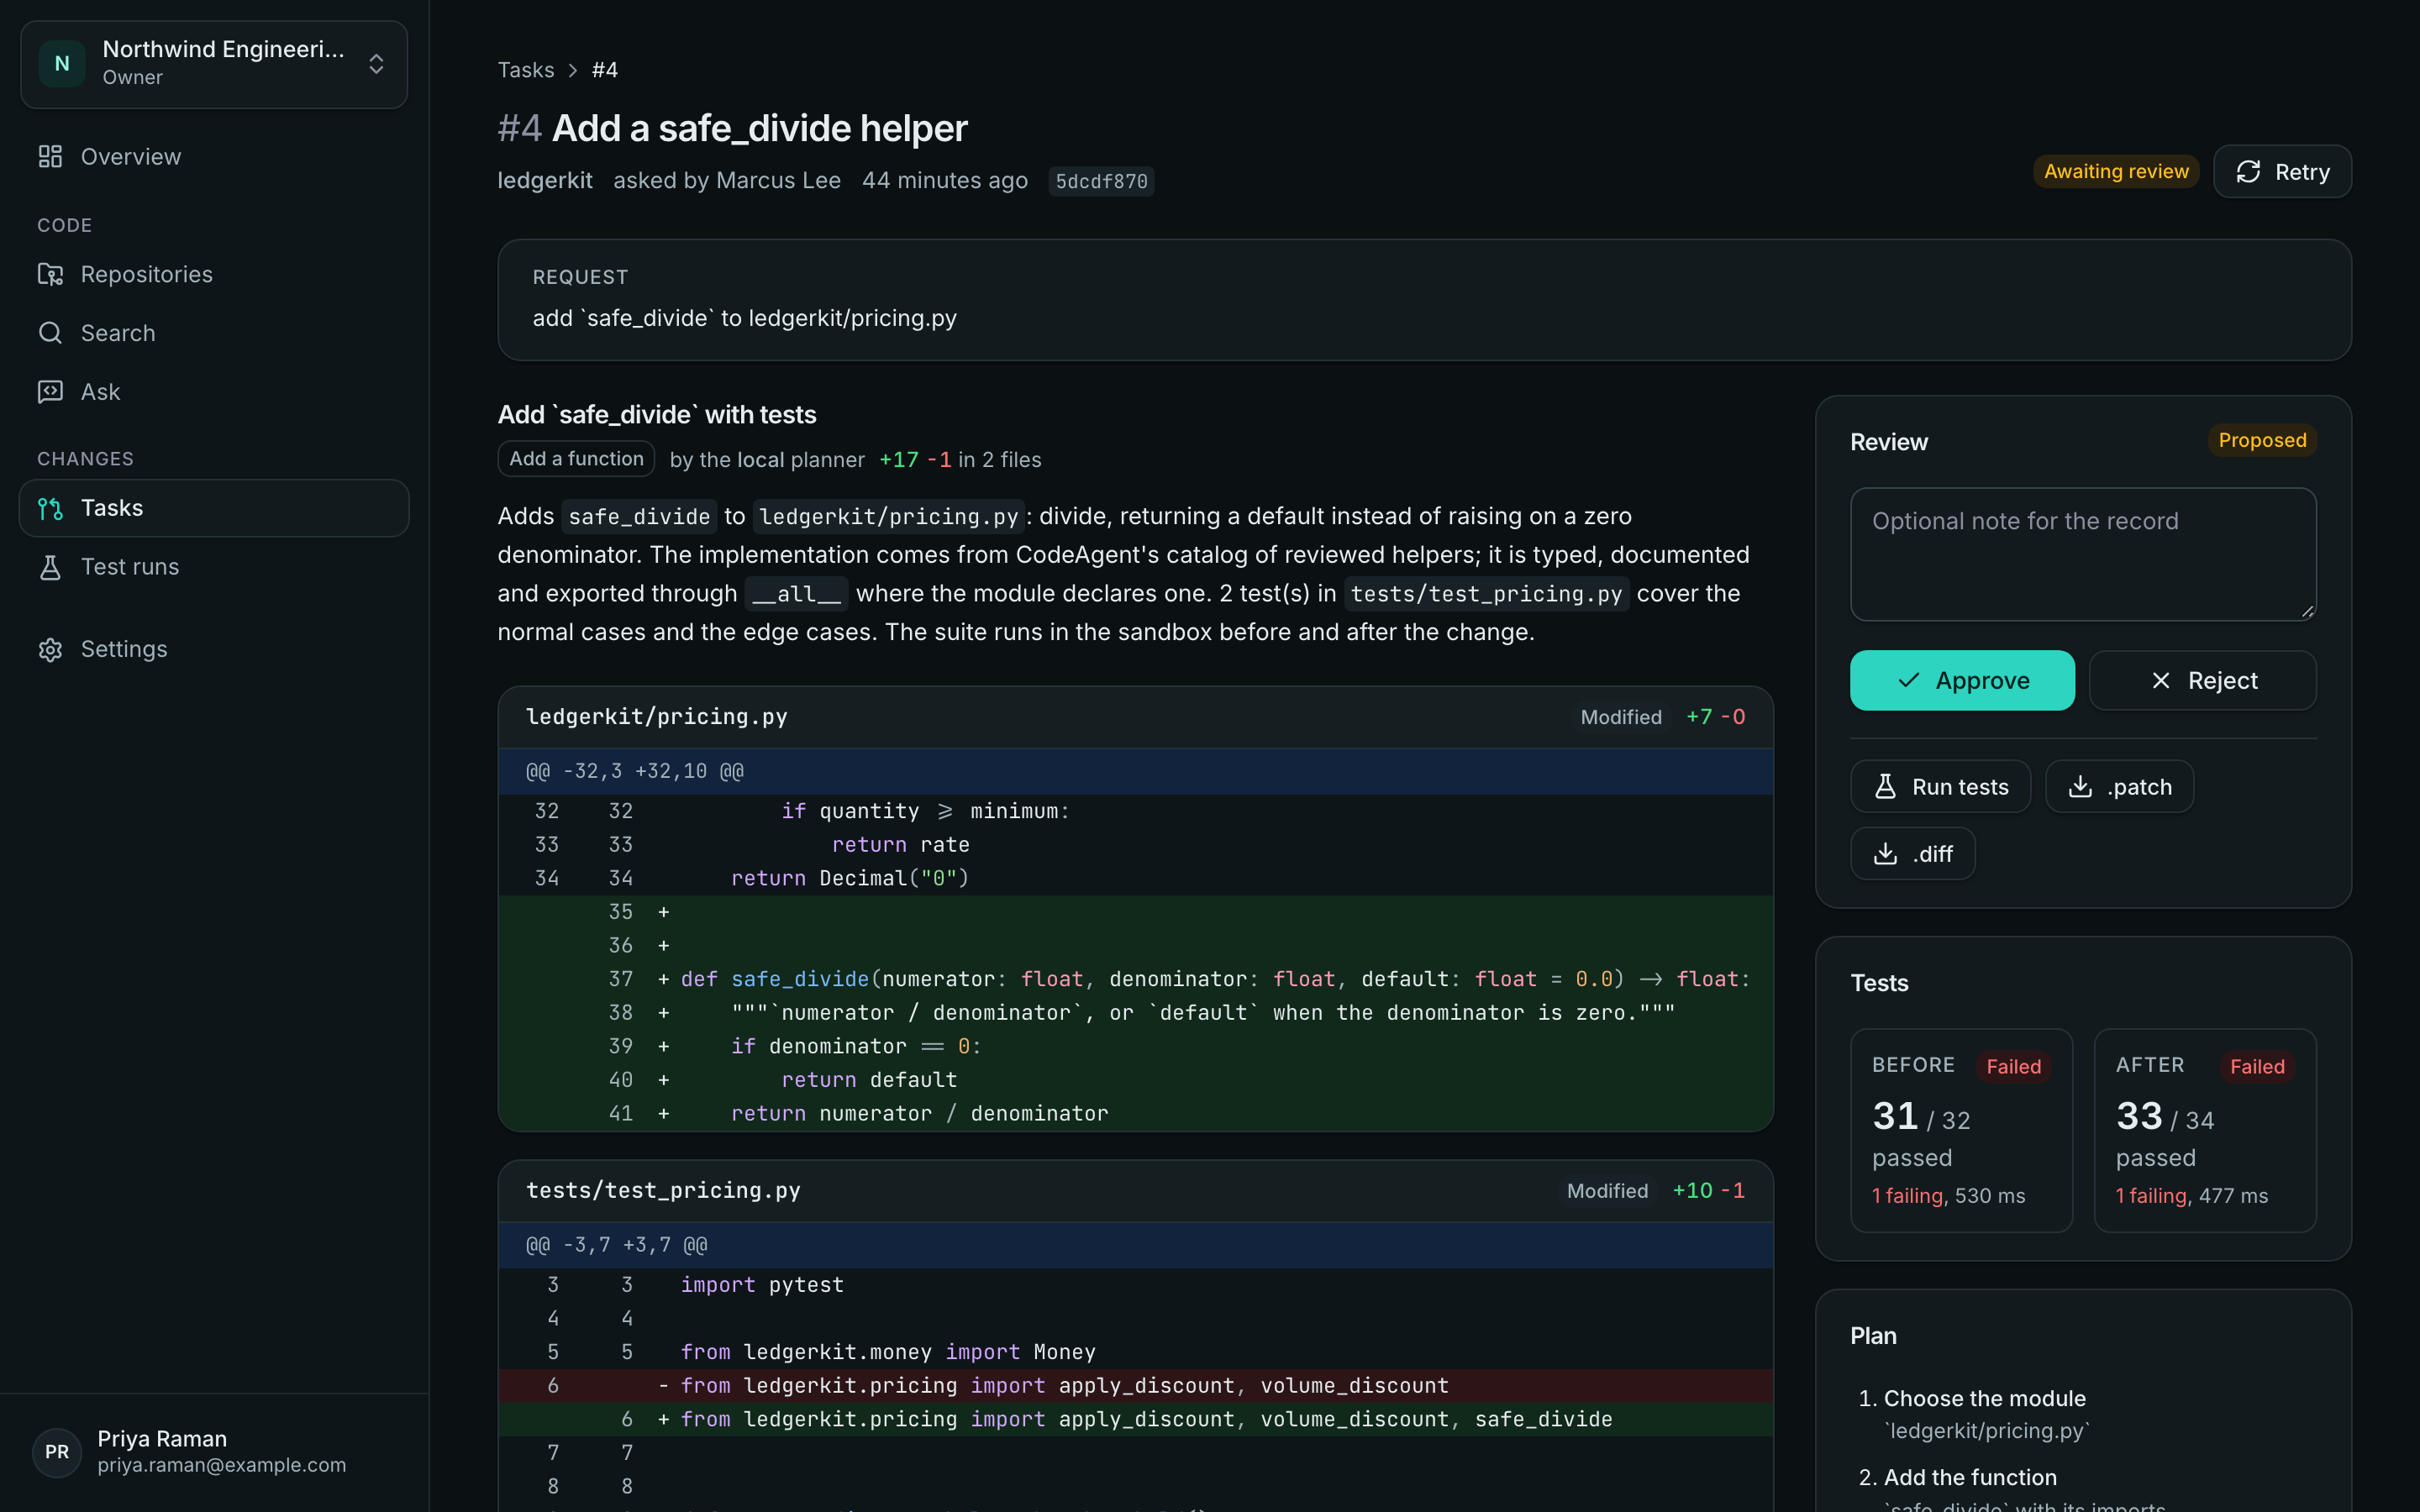 N
Northwind Engineeri...
Owner
Overview
CODE
Repositories
Search
Ask
CHANGES
Tasks
Test runs
Settings
PR
Priya Raman
priya.raman@example.com
Tasks > #4
#4 Add a safe_divide helper
ledgerkit asked by Marcus Lee 44 minutes ago 5dcdf870
Awaiting review
Retry
REQUEST
add `safe_divide` to ledgerkit/pricing.py
Add `safe_divide` with tests
Add a function by the local planner +17 -1 in 2 files
Adds safe_divide to ledgerkit/pricing.py: divide, returning a default instead of raising on a zero
denominator. The implementation comes from CodeAgent's catalog of reviewed helpers; it is typed, documented
and exported through __all__ where the module declares one. 2 test(s) in tests/test_pricing.py cover the
normal cases and the edge cases. The suite runs in the sandbox before and after the change.
ledgerkit/pricing.py Modified +7 -0
@@ -32,3 +32,10 @@
32 32 if quantity >= minimum:
33 33 return rate
34 34 return Decimal("0")
35 +
36 +
37 + def safe_divide(numerator: float, denominator: float, default: float = 0.0) -> float:
38 + """`numerator / denominator`, or `default` when the denominator is zero."""
39 + if denominator == 0:
40 + return default
41 + return numerator / denominator
tests/test_pricing.py Modified +10 -1
@@ -3,7 +3,7 @@
3 3 import pytest
4 4
5 5 from ledgerkit.money import Money
6 - from ledgerkit.pricing import apply_discount, volume_discount
6 + from ledgerkit.pricing import apply_discount, volume_discount, safe_divide
7 7
8 8
Review
Proposed
Optional note for the record
Approve
Reject
Run tests
.patch
.diff
Tests
BEFORE Failed
31 / 32
passed
1 failing, 530 ms
AFTER Failed
33 / 34
passed
1 failing, 477 ms
Plan
1. Choose the module
`ledgerkit/pricing.py`
2. Add the function
`safe_divide` with its imports